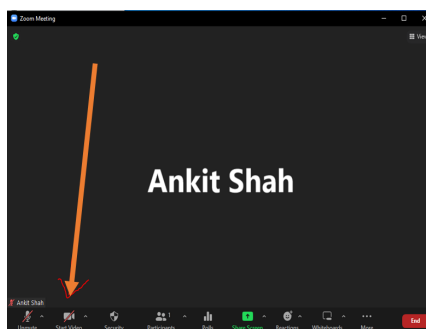 Zoom Meeting
View
Ankit Shah
Ankit Shah
Unmute Start Video Security Participants 1 Polls Share Screen Reactions Whiteboards More End